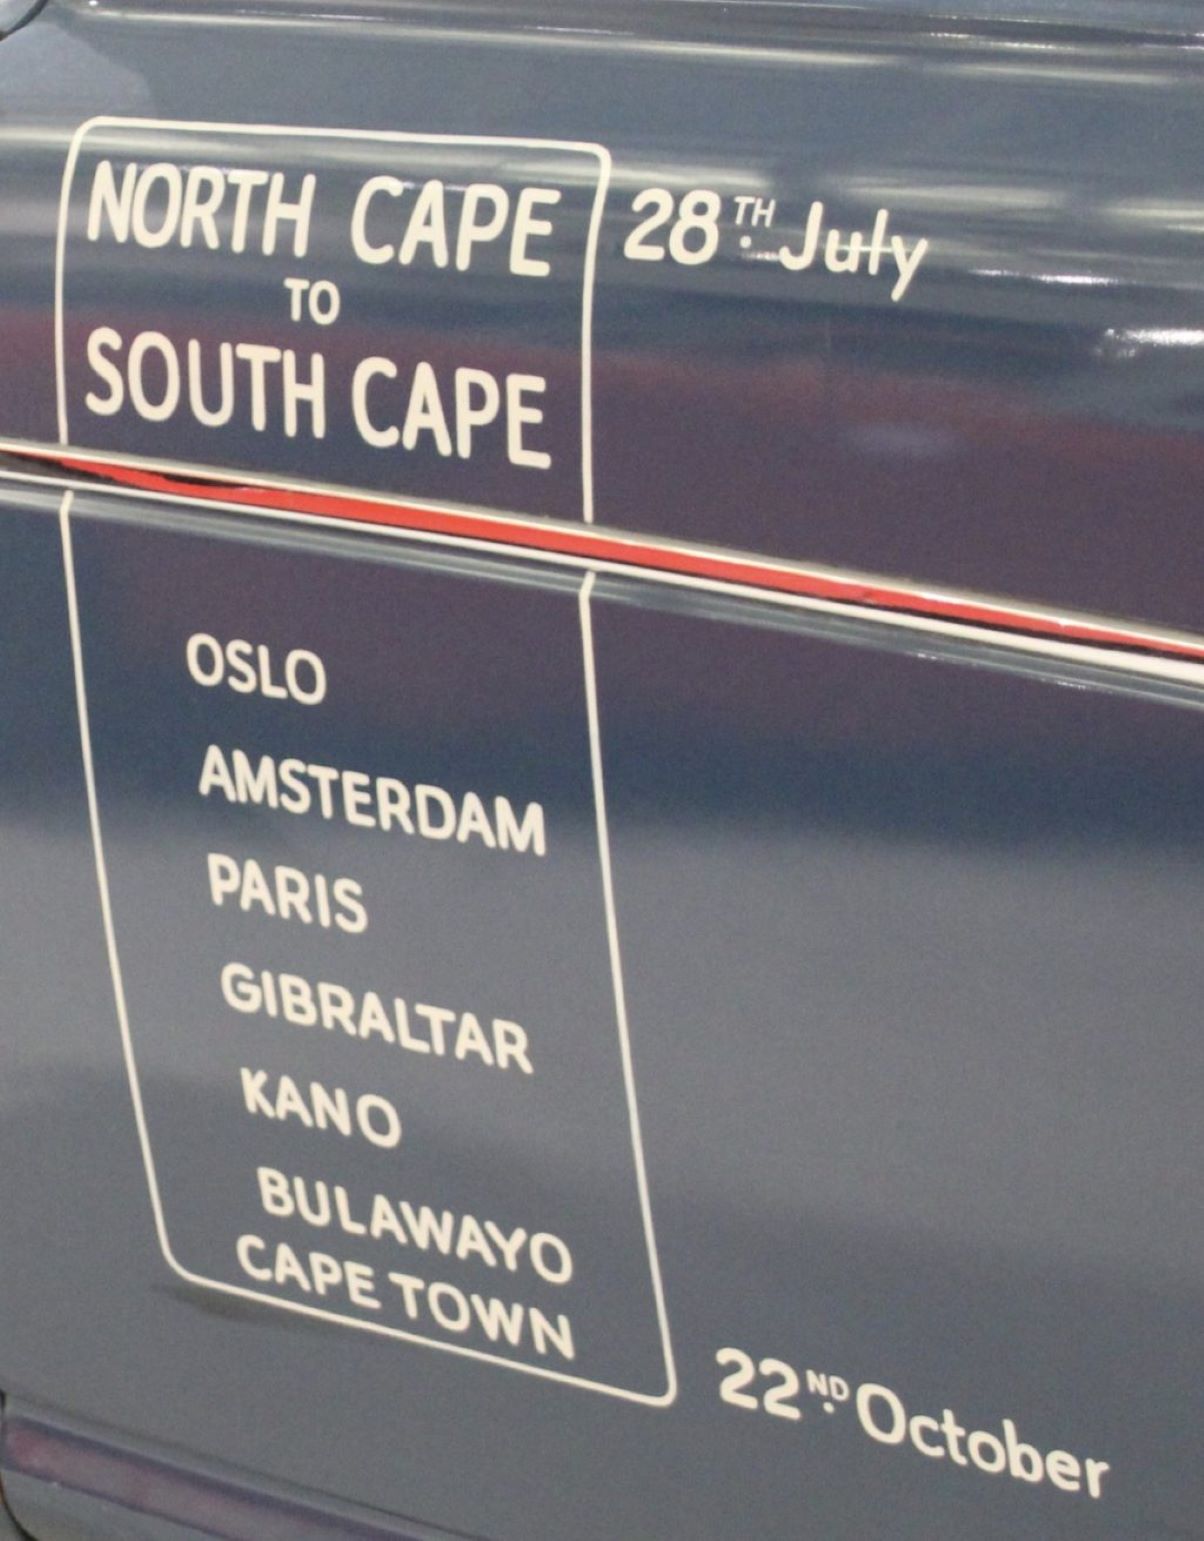 NORTH CAPE
TO
SOUTH CAPE
28TH. July
OSLO
AMSTERDAM
PARIS
GIBRALTAR
KANO
BULAWAYO
CAPE TOWN
22ND. October